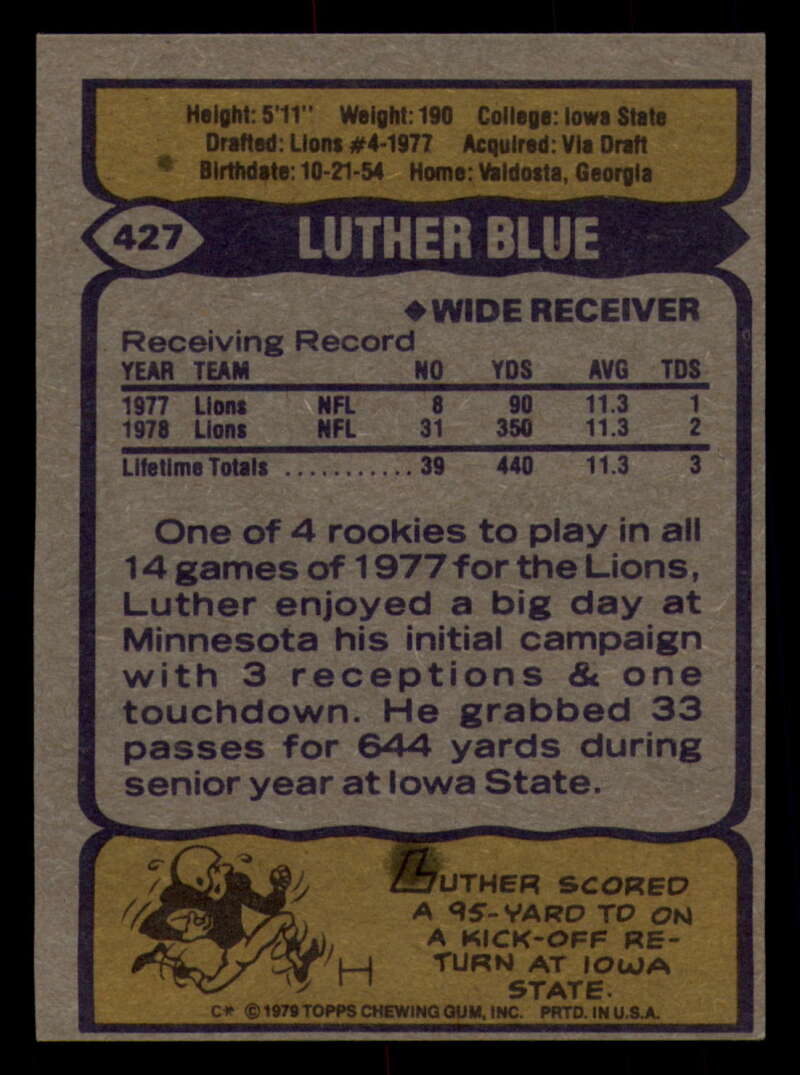 Height: 5'11" Weight: 190 College: Iowa State
Drafted: Lions #4-1977 Acquired: Via Draft
Birthdate: 10-21-54 Home: Valdosta, Georgia
427 LUTHER BLUE
◆WIDE RECEIVER
Receiving Record
YEAR TEAM NO YDS AVG TDS
1977 Lions NFL 8 90 11.3 1
1978 Lions NFL 31 350 11.3 2
Lifetime Totals ........... 39 440 11.3 3
One of 4 rookies to play in all
14 games of 1977 for the Lions,
Luther enjoyed a big day at
Minnesota his initial campaign
with 3 receptions & one
touchdown. He grabbed 33
passes for 644 yards during
senior year at Iowa State.
LUTHER SCORED
A 95-YARD TD ON
A KICK-OFF RE-
TURN AT IOWA
STATE.
C* ©1979 TOPPS CHEWING GUM, INC. PRTD. IN U.S.A.